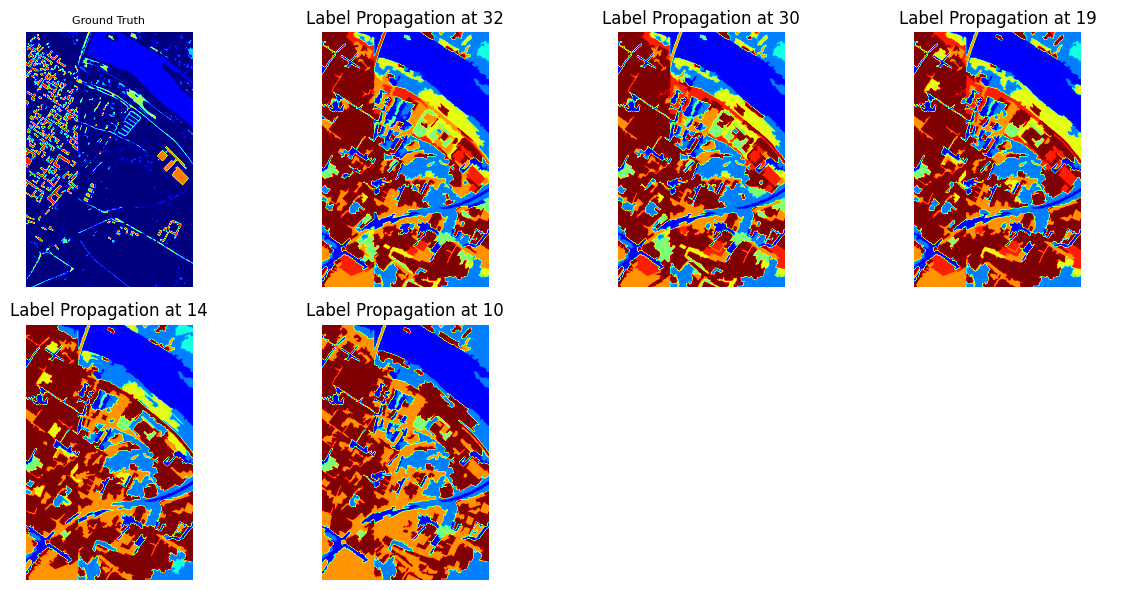 Ground Truth
Label Propagation at 32
Label Propagation at 30
Label Propagation at 19
Label Propagation at 14
Label Propagation at 10